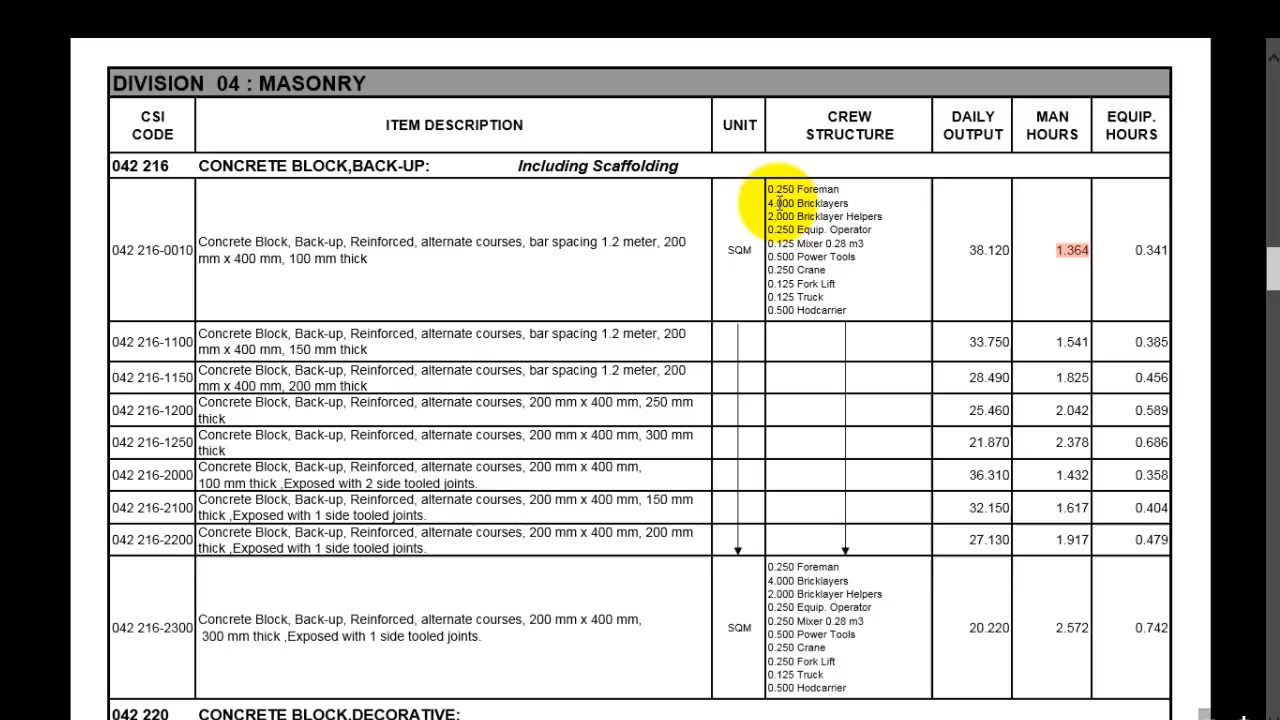 DIVISION 04 : MASONRY
CSI CODE ITEM DESCRIPTION UNIT CREW STRUCTURE DAILY OUTPUT MAN HOURS EQUIP. HOURS
042 216 CONCRETE BLOCK,BACK-UP: Including Scaffolding
042 216-0010
Concrete Block, Back-up, Reinforced, alternate courses, bar spacing 1.2 meter, 200
mm x 400 mm, 100 mm thick
SQM
0.250 Foreman
4.000 Bricklayers
2.000 Bricklayer Helpers
0.250 Equip. Operator
0.125 Mixer 0.28 m3
0.500 Power Tools
0.250 Crane
0.125 Fork Lift
0.125 Truck
0.500 Hodcarrier
38.120 1.364 0.341
042 216-1100
Concrete Block, Back-up, Reinforced, alternate courses, bar spacing 1.2 meter, 200
mm x 400 mm, 150 mm thick
33.750 1.541 0.385
042 216-1150
Concrete Block, Back-up, Reinforced, alternate courses, bar spacing 1.2 meter, 200
mm x 400 mm, 200 mm thick
28.490 1.825 0.456
042 216-1200
Concrete Block, Back-up, Reinforced, alternate courses, 200 mm x 400 mm, 250 mm
thick
25.460 2.042 0.589
042 216-1250
Concrete Block, Back-up, Reinforced, alternate courses, 200 mm x 400 mm, 300 mm
thick
21.870 2.378 0.686
042 216-2000
Concrete Block, Back-up, Reinforced, alternate courses, 200 mm x 400 mm,
100 mm thick ,Exposed with 2 side tooled joints.
36.310 1.432 0.358
042 216-2100
Concrete Block, Back-up, Reinforced, alternate courses, 200 mm x 400 mm, 150 mm
thick ,Exposed with 1 side tooled joints.
32.150 1.617 0.404
042 216-2200
Concrete Block, Back-up, Reinforced, alternate courses, 200 mm x 400 mm, 200 mm
thick ,Exposed with 1 side tooled joints.
27.130 1.917 0.479
042 216-2300
Concrete Block, Back-up, Reinforced, alternate courses, 200 mm x 400 mm,
300 mm thick ,Exposed with 1 side tooled joints.
SQM
0.250 Foreman
4.000 Bricklayers
2.000 Bricklayer Helpers
0.250 Equip. Operator
0.250 Mixer 0.28 m3
0.500 Power Tools
0.250 Crane
0.250 Fork Lift
0.125 Truck
0.500 Hodcarrier
20.220 2.572 0.742
042 220 CONCRETE BLOCK,DECORATIVE: